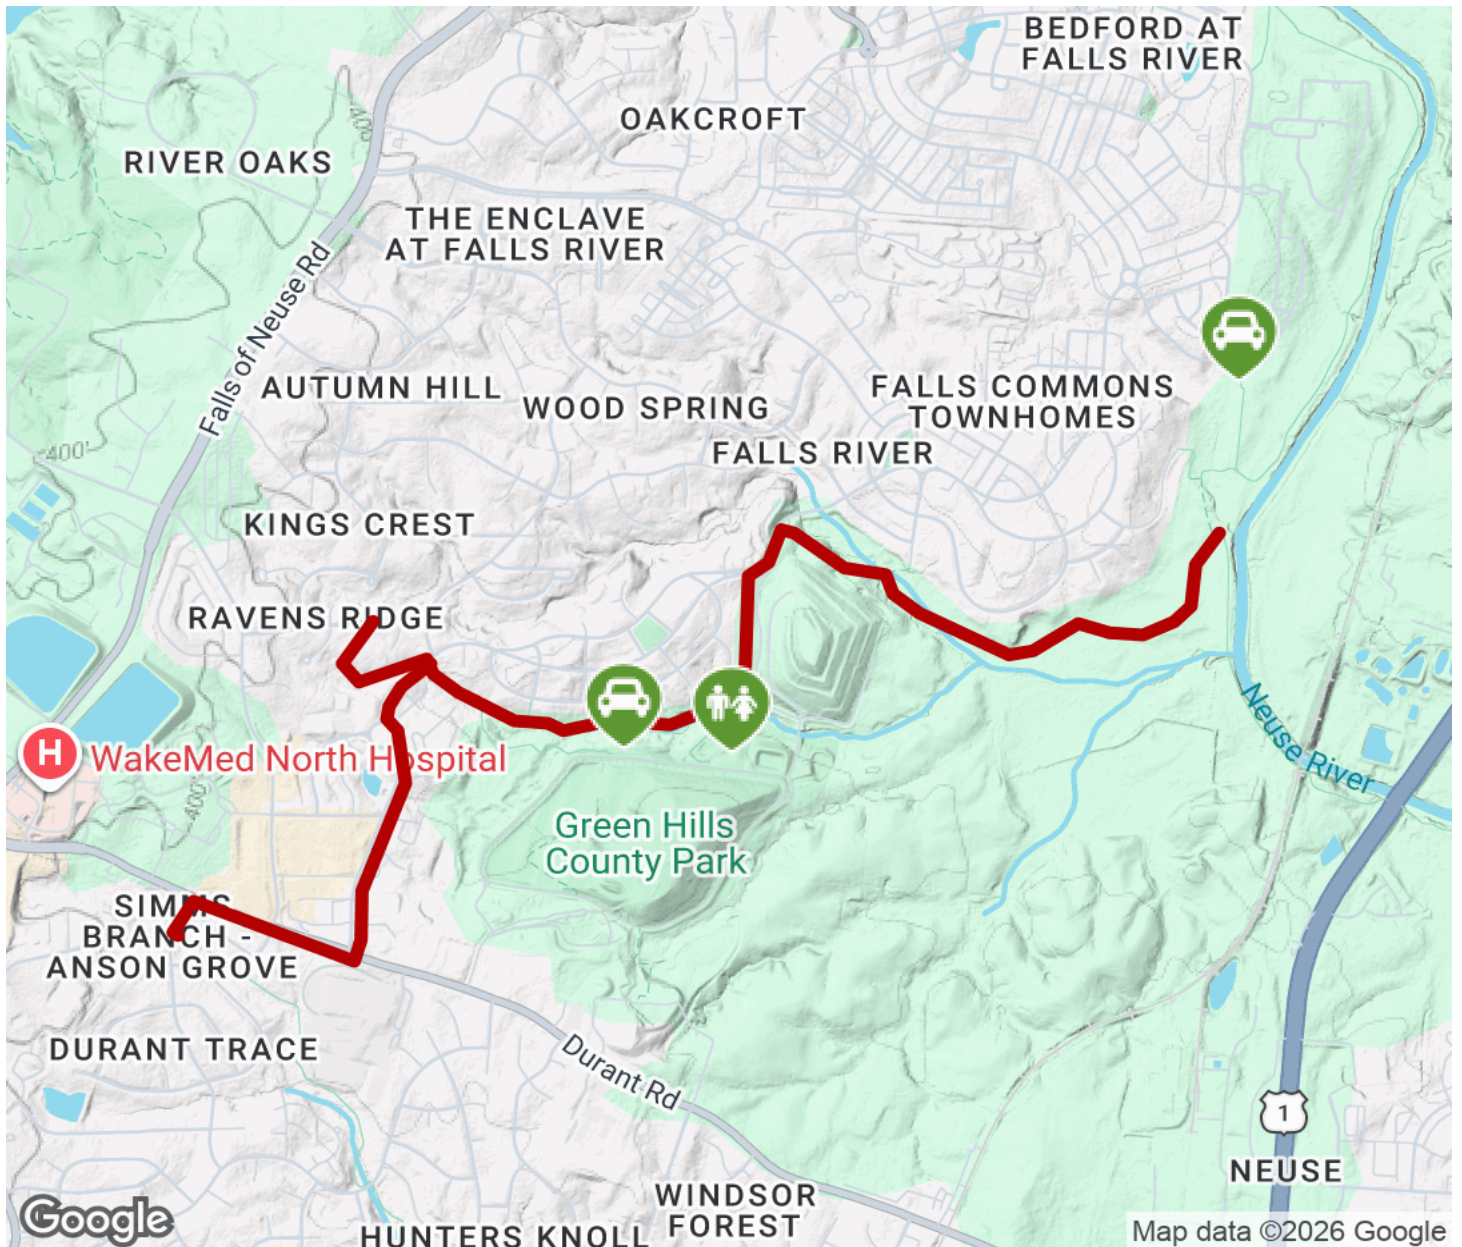 BEDFORD AT
FALLS RIVER
OAKCROFT
400'
RIVER OAKS
THE ENCLAVE
AT FALLS RIVER
Falls of Neuse Rd
AUTUMN HILL
WOOD SPRING
FALLS COMMONS
TOWNHOMES
400'
FALLS RIVER
KINGS CREST
RAVENS RIDGE
Neuse River
H
WakeMed North Hospital
400'
Green Hills
County Park
SIMMS
BRANCH -
ANSON GROVE
DURANT TRACE
Durant Rd
1
NEUSE
WINDSOR
FOREST
HUNTERS KNOLL
Google
Map data ©2026 Google